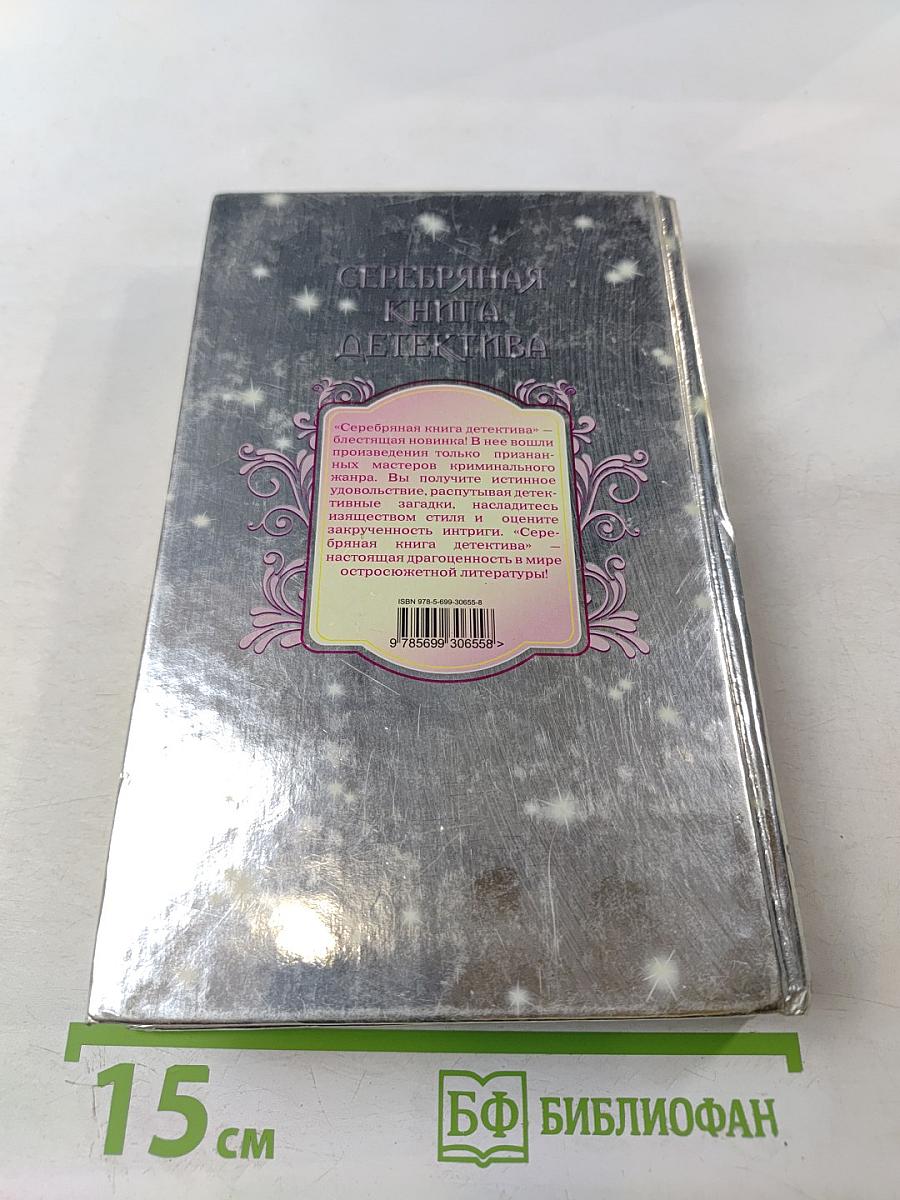 СЕРЕБРЯНАЯ
КНИГА
ДЕТЕКТИВА
«Серебряная книга детектива» —
блестящая новинка! В нее вошли
произведения только признан-
ных мастеров криминального
жанра. Вы получите истинное
удовольствие, распутывая детек-
тивные загадки, насладитесь
изяществом стиля и оцените
закрученность интриги. «Сере-
бряная книга детектива» —
настоящая драгоценность в мире
остросюжетной литературы!
ISBN 978-5-699-30655-8
9 785699 306558 >
15 см
БФ БИБЛИОФАН